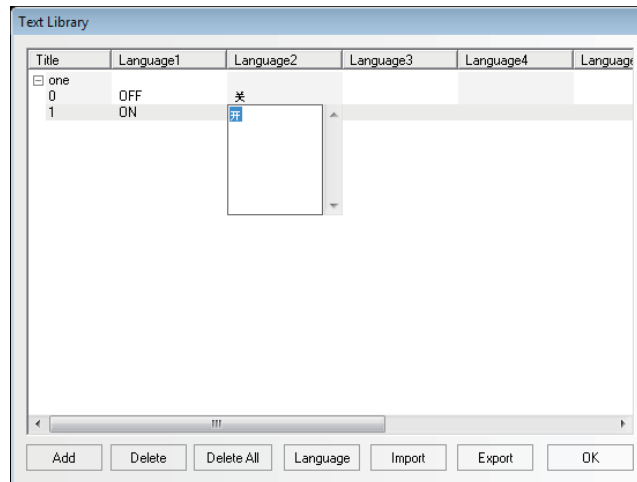 Text Library
Title Language1 Language2 Language3 Language4 Language
one
0 OFF 关
1 ON 开
Add Delete Delete All Language Import Export OK